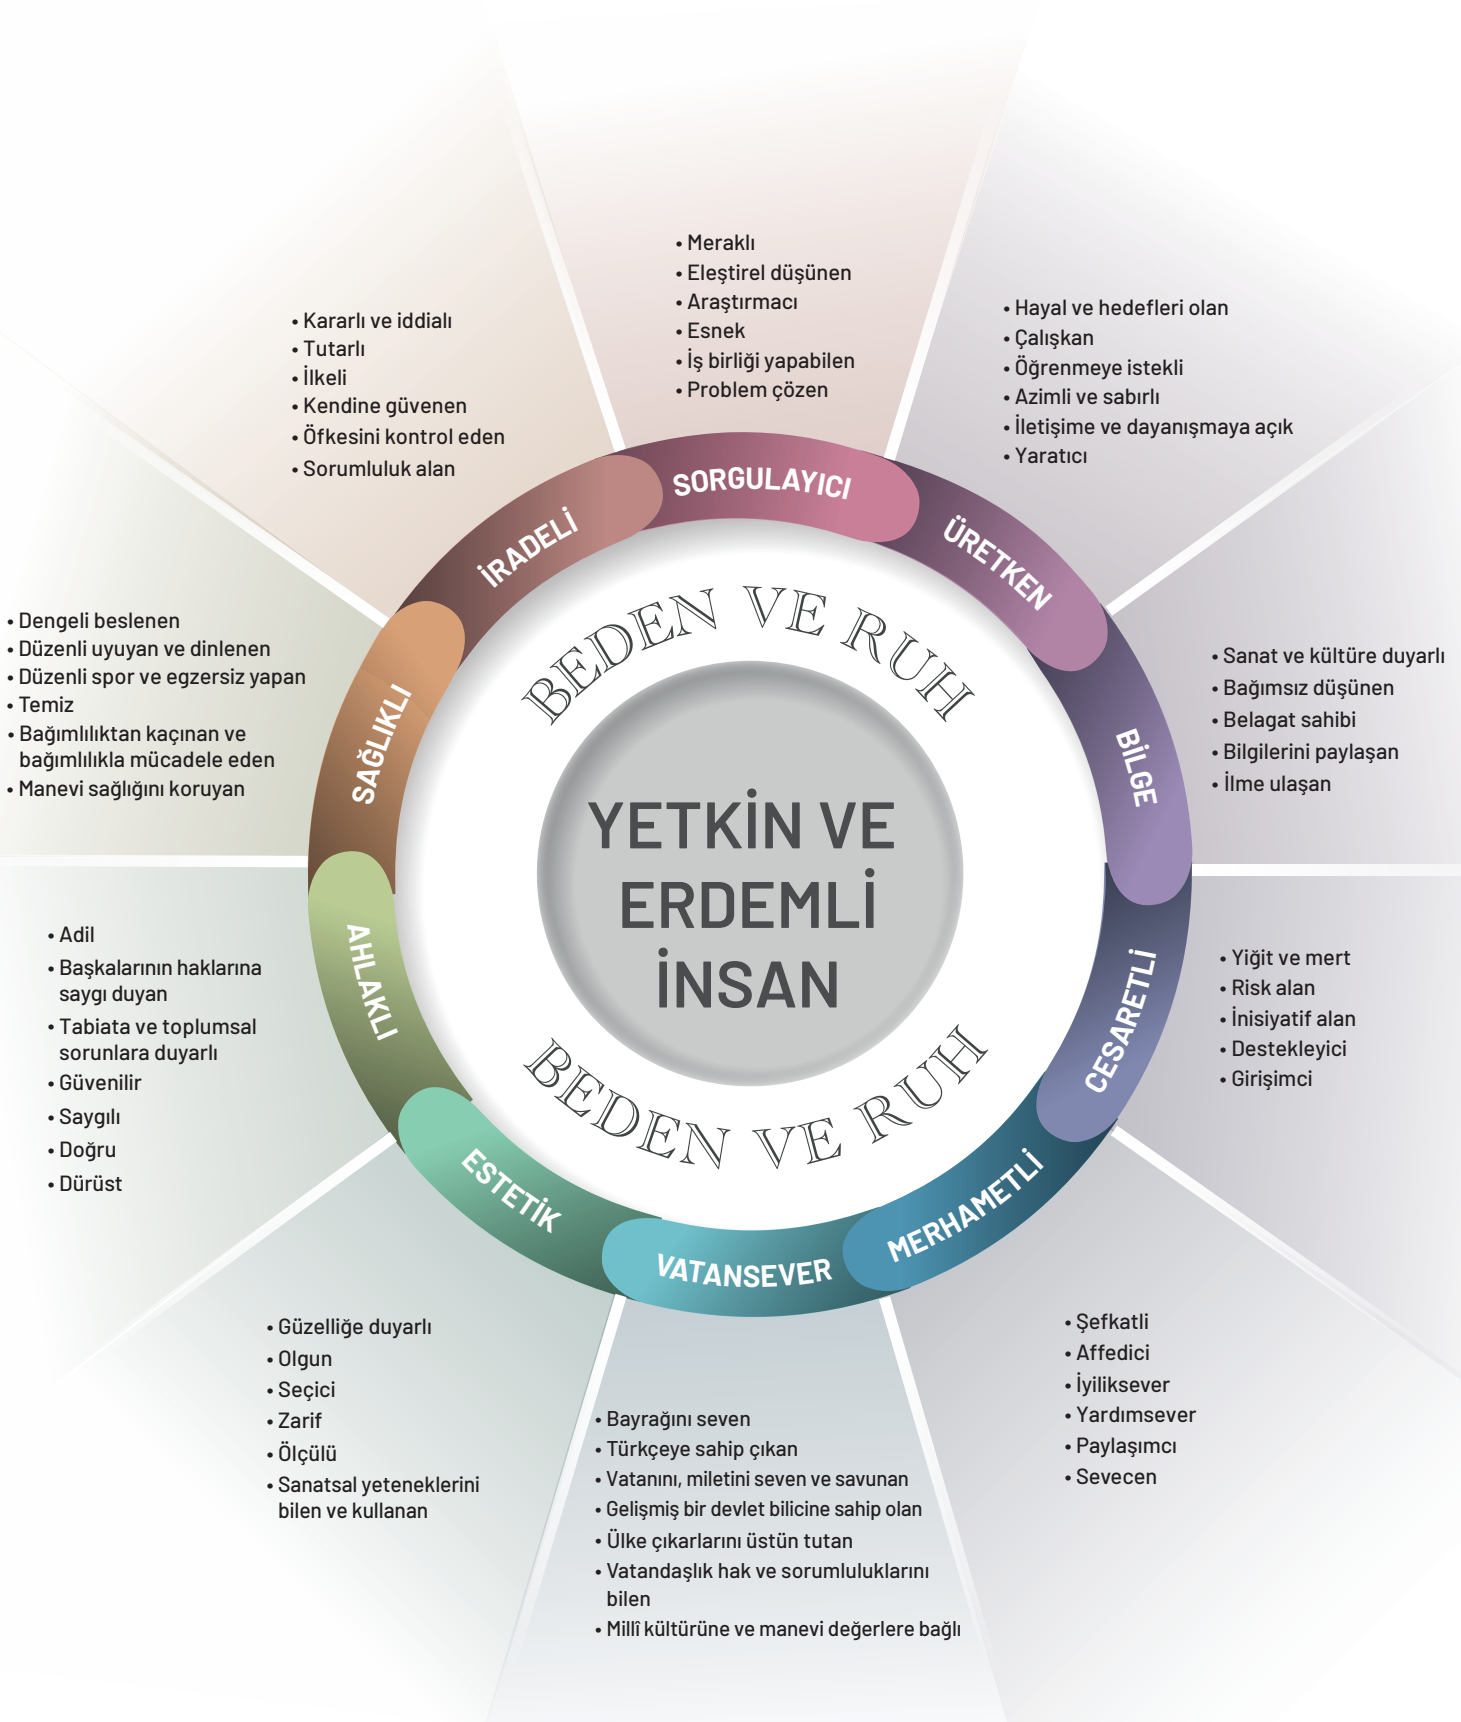 • Meraklı
• Eleştirel düşünen
• Araştırmacı
• Esnek
• İş birliği yapabilen
• Problem çözen
• Hayal ve hedefleri olan
• Çalışkan
• Öğrenmeye istekli
• Azimli ve sabırlı
• İletişime ve dayanışmaya açık
• Yaratıcı
• Kararlı ve iddialı
• Tutarlı
• İlkeli
• Kendine güvenen
• Öfkesini kontrol eden
• Sorumluluk alan
SORGULAYICI
ÜRETKEN
İRADELİ
• Dengeli beslenen
• Düzenli uyuyan ve dinlenen
• Düzenli spor ve egzersiz yapan
• Temiz
• Bağımlılıktan kaçınan ve
bağımlılıkla mücadele eden
• Manevi sağlığını koruyan
SAĞLIKLI
BEDEN VE RUH
BİLGE
• Sanat ve kültüre duyarlı
• Bağımsız düşünen
• Belagat sahibi
• Bilgilerini paylaşan
• İlme ulaşan
YETKİN VE
ERDEMLİ
İNSAN
• Adil
• Başkalarının haklarına
saygı duyan
• Tabiata ve toplumsal
sorunlara duyarlı
• Güvenilir
• Saygılı
• Doğru
• Dürüst
AHLAKLI
CESARETLİ
• Yiğit ve mert
• Risk alan
• İnisiyatif alan
• Destekleyici
• Girişimci
BEDEN VE RUH
ESTETİK
VATANSEVER
MERHAMETLİ
• Güzelliğe duyarlı
• Olgun
• Seçici
• Zarif
• Ölçülü
• Sanatsal yeteneklerini
bilen ve kullanan
• Bayrağını seven
• Türkçeye sahip çıkan
• Vatanını, miletini seven ve savunan
• Gelişmiş bir devlet bilicine sahip olan
• Ülke çıkarlarını üstün tutan
• Vatandaşlık hak ve sorumluluklarını
bilen
• Millî kültürüne ve manevi değerlere bağlı
• Şefkatli
• Affedici
• İyiliksever
• Yardımsever
• Paylaşımcı
• Sevecen